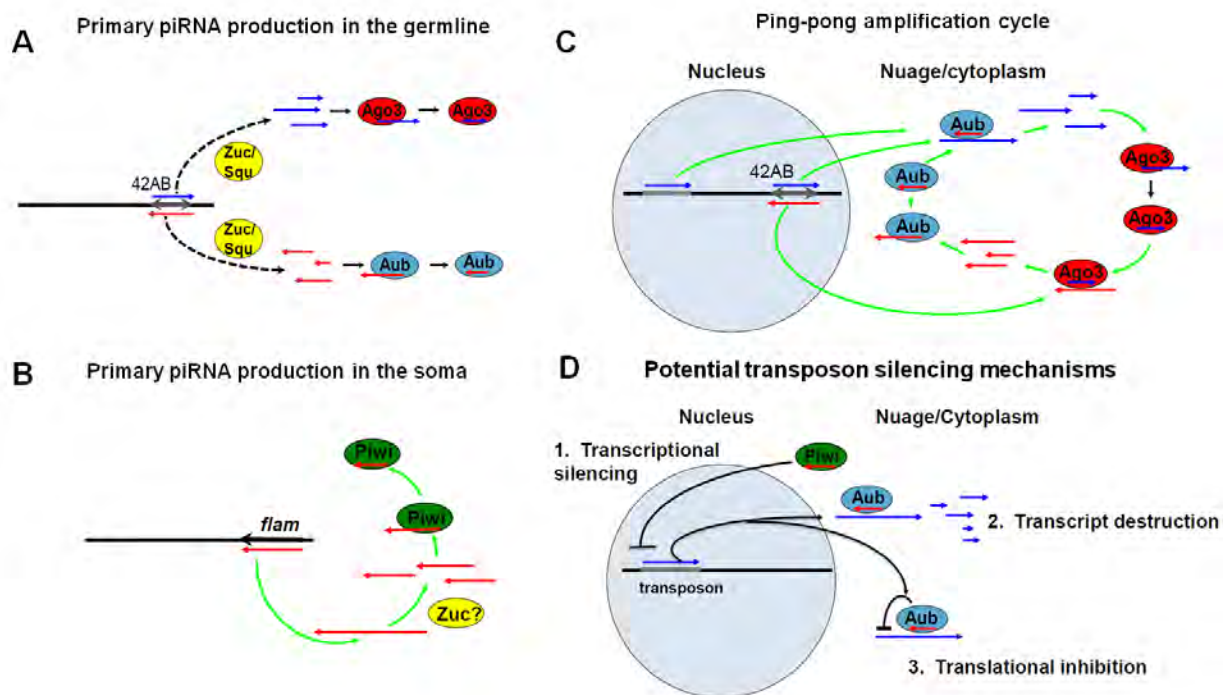 A
Primary piRNA production in the germline
Ago3
Ago3
Zuc/
Squ
42AB
Zuc/
Squ
Aub
Aub
B
Primary piRNA production in the soma
Piwi
Piwi
flam
Zuc?
C
Ping-pong amplification cycle
Nucleus
Nuage/cytoplasm
Aub
Ago3
42AB
Aub
Ago3
Aub
Ago3
D
Potential transposon silencing mechanisms
Nucleus
Nuage/Cytoplasm
1. Transcriptional
silencing
Piwi
Aub
2. Transcript destruction
transposon
Aub
3. Translational inhibition